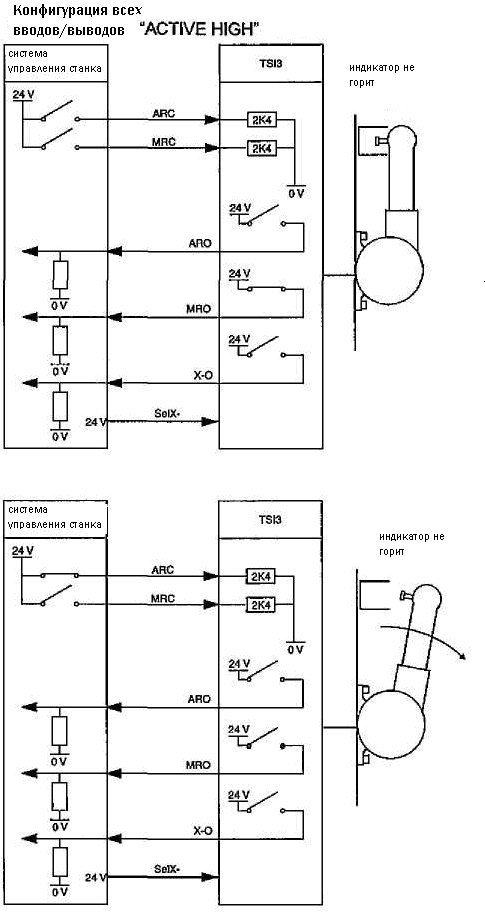 Конфигурация всех
вводов/выводов "ACTIVE HIGH"
система
управления станка
TSI3
индикатор не
горит
24 V
ARC
2K4
MRC
2K4
0 V
24 V
ARO
0 V
24 V
MRO
0 V
24 V
X-O
0 V
24 V
SelX-
система
управления станка
TSI3
индикатор не
горит
24 V
ARC
2K4
MRC
2K4
0 V
24 V
ARO
0 V
24 V
MRO
0 V
24 V
X-O
0 V
24 V
SelX-